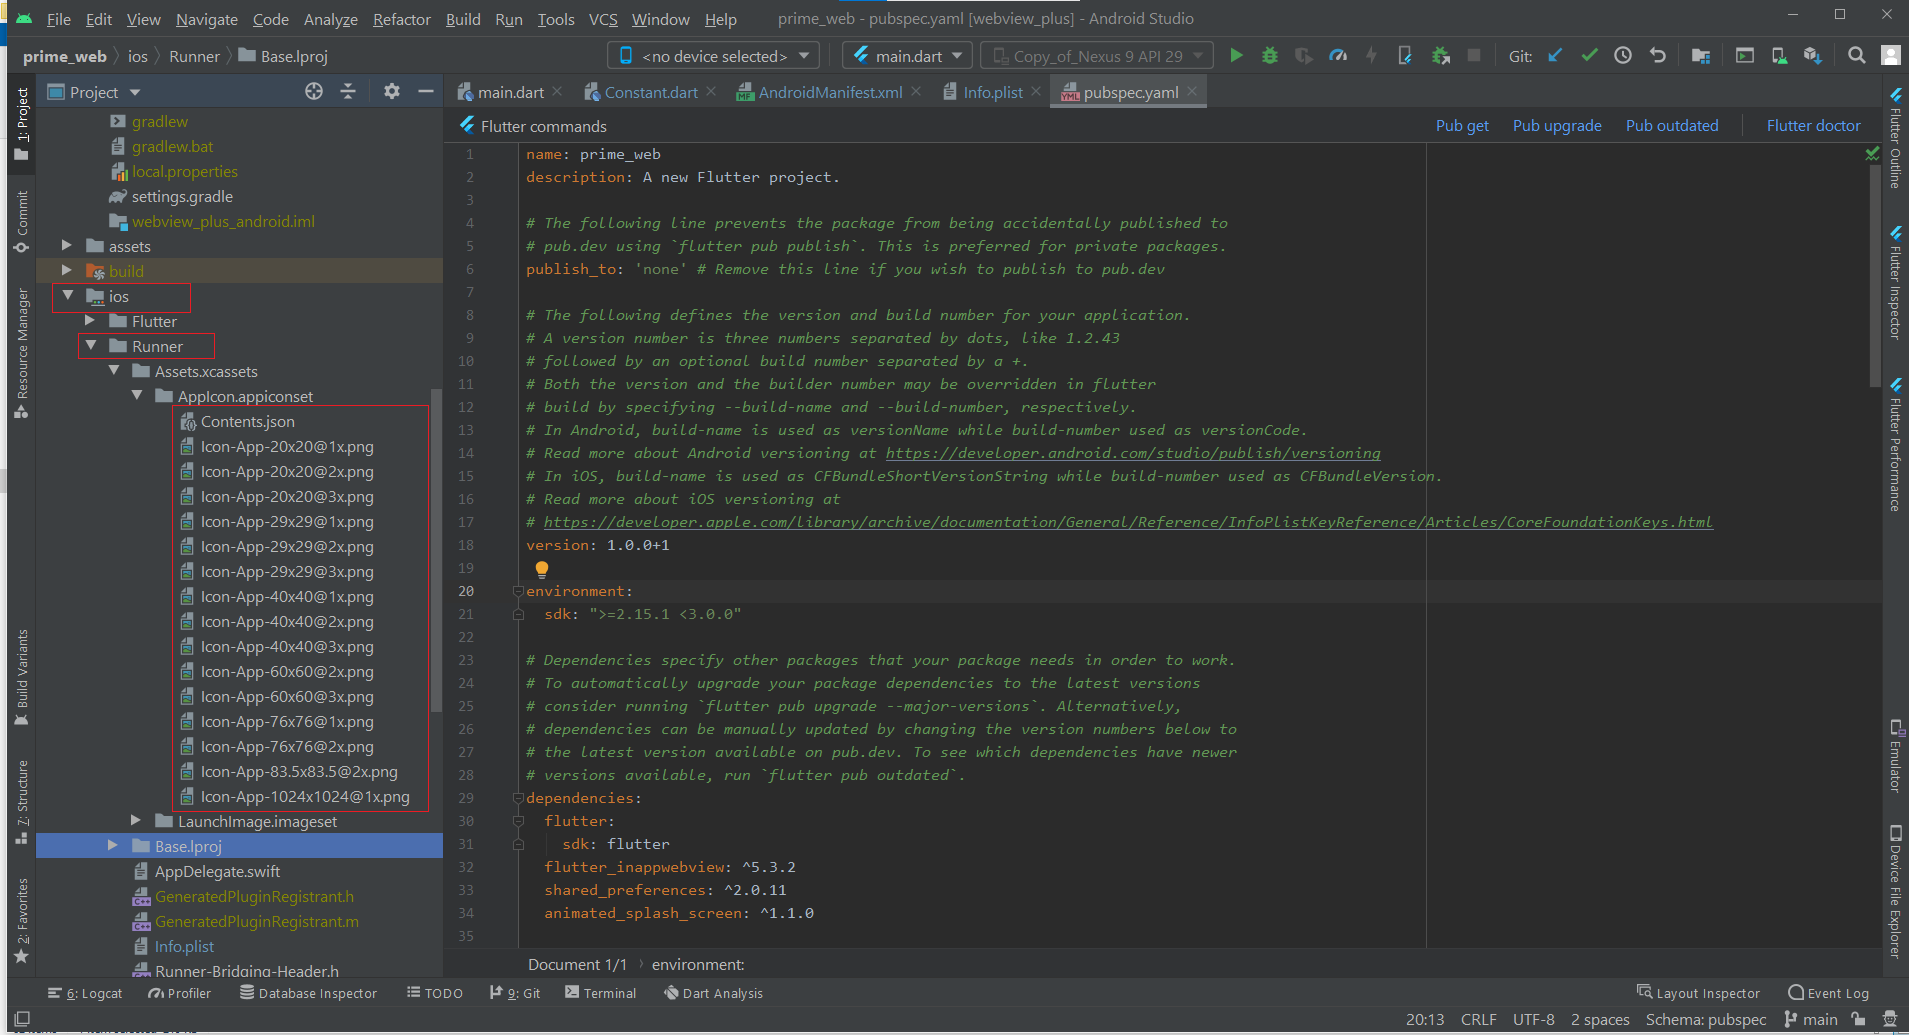 File Edit View Navigate Code Analyze Refactor Build Run Tools VCS Window Help prime_web - pubspec.yaml [webview_plus] - Android Studio
prime_web ios Runner Base.lproj <no device selected> main.dart Copy_of_Nexus 9 API 29 Git:
Project main.dart Constant.dart AndroidManifest.xml Info.plist pubspec.yaml
Flutter commands Pub get Pub upgrade Pub outdated Flutter doctor
1: Project
Commit
Resource Manager
Build Variants
7: Structure
2: Favorites
gradlew
gradlew.bat
local.properties
settings.gradle
webview_plus_android.iml
assets
build
ios
Flutter
Runner
Assets.xcassets
AppIcon.appiconset
Contents.json
Icon-App-20x20@1x.png
Icon-App-20x20@2x.png
Icon-App-20x20@3x.png
Icon-App-29x29@1x.png
Icon-App-29x29@2x.png
Icon-App-29x29@3x.png
Icon-App-40x40@1x.png
Icon-App-40x40@2x.png
Icon-App-40x40@3x.png
Icon-App-60x60@2x.png
Icon-App-60x60@3x.png
Icon-App-76x76@1x.png
Icon-App-76x76@2x.png
Icon-App-83.5x83.5@2x.png
Icon-App-1024x1024@1x.png
LaunchImage.imageset
Base.lproj
AppDelegate.swift
GeneratedPluginRegistrant.h
GeneratedPluginRegistrant.m
Info.plist
Runner-Bridging-Header.h
1 name: prime_web
2 description: A new Flutter project.
3
4 # The following line prevents the package from being accidentally published to
5 # pub.dev using `flutter pub publish`. This is preferred for private packages.
6 publish_to: 'none' # Remove this line if you wish to publish to pub.dev
7
8 # The following defines the version and build number for your application.
9 # A version number is three numbers separated by dots, like 1.2.43
10 # followed by an optional build number separated by a +.
11 # Both the version and the builder number may be overridden in flutter
12 # build by specifying --build-name and --build-number, respectively.
13 # In Android, build-name is used as versionName while build-number used as versionCode.
14 # Read more about Android versioning at https://developer.android.com/studio/publish/versioning
15 # In iOS, build-name is used as CFBundleShortVersionString while build-number used as CFBundleVersion.
16 # Read more about iOS versioning at
17 # https://developer.apple.com/library/archive/documentation/General/Reference/InfoPlistKeyReference/Articles/CoreFoundationKeys.html
18 version: 1.0.0+1
19
20 environment:
21 sdk: ">=2.15.1 <3.0.0"
22
23 # Dependencies specify other packages that your package needs in order to work.
24 # To automatically upgrade your package dependencies to the latest versions
25 # consider running `flutter pub upgrade --major-versions`. Alternatively,
26 # dependencies can be manually updated by changing the version numbers below to
27 # the latest version available on pub.dev. To see which dependencies have newer
28 # versions available, run `flutter pub outdated`.
29 dependencies:
30 flutter:
31 sdk: flutter
32 flutter_inappwebview: ^5.3.2
33 shared_preferences: ^2.0.11
34 animated_splash_screen: ^1.1.0
35
Document 1/1 environment:
Flutter Outline
Flutter Inspector
Flutter Performance
Emulator
Device File Explorer
6: Logcat Profiler Database Inspector TODO 9: Git Terminal Dart Analysis Layout Inspector Event Log
20:13 CRLF UTF-8 2 spaces Schema: pubspec main